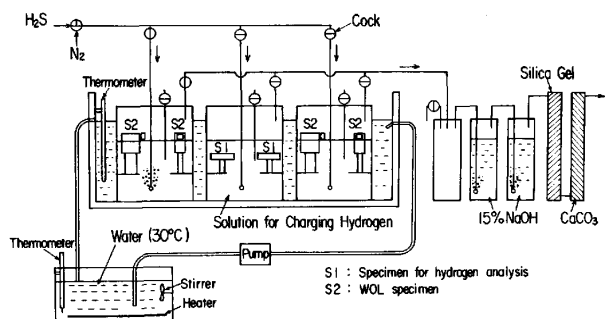 H₂S
N₂
Cock
Thermometer
Silica Gel
S2
S2
S1
S1
S2
S2
Solution for Charging Hydrogen
15% NaOH
CaCO₃
Thermometer
Water (30°C)
Pump
Stirrer
Heater
S1 : Specimen for hydrogen analysis
S2 : WOL specimen